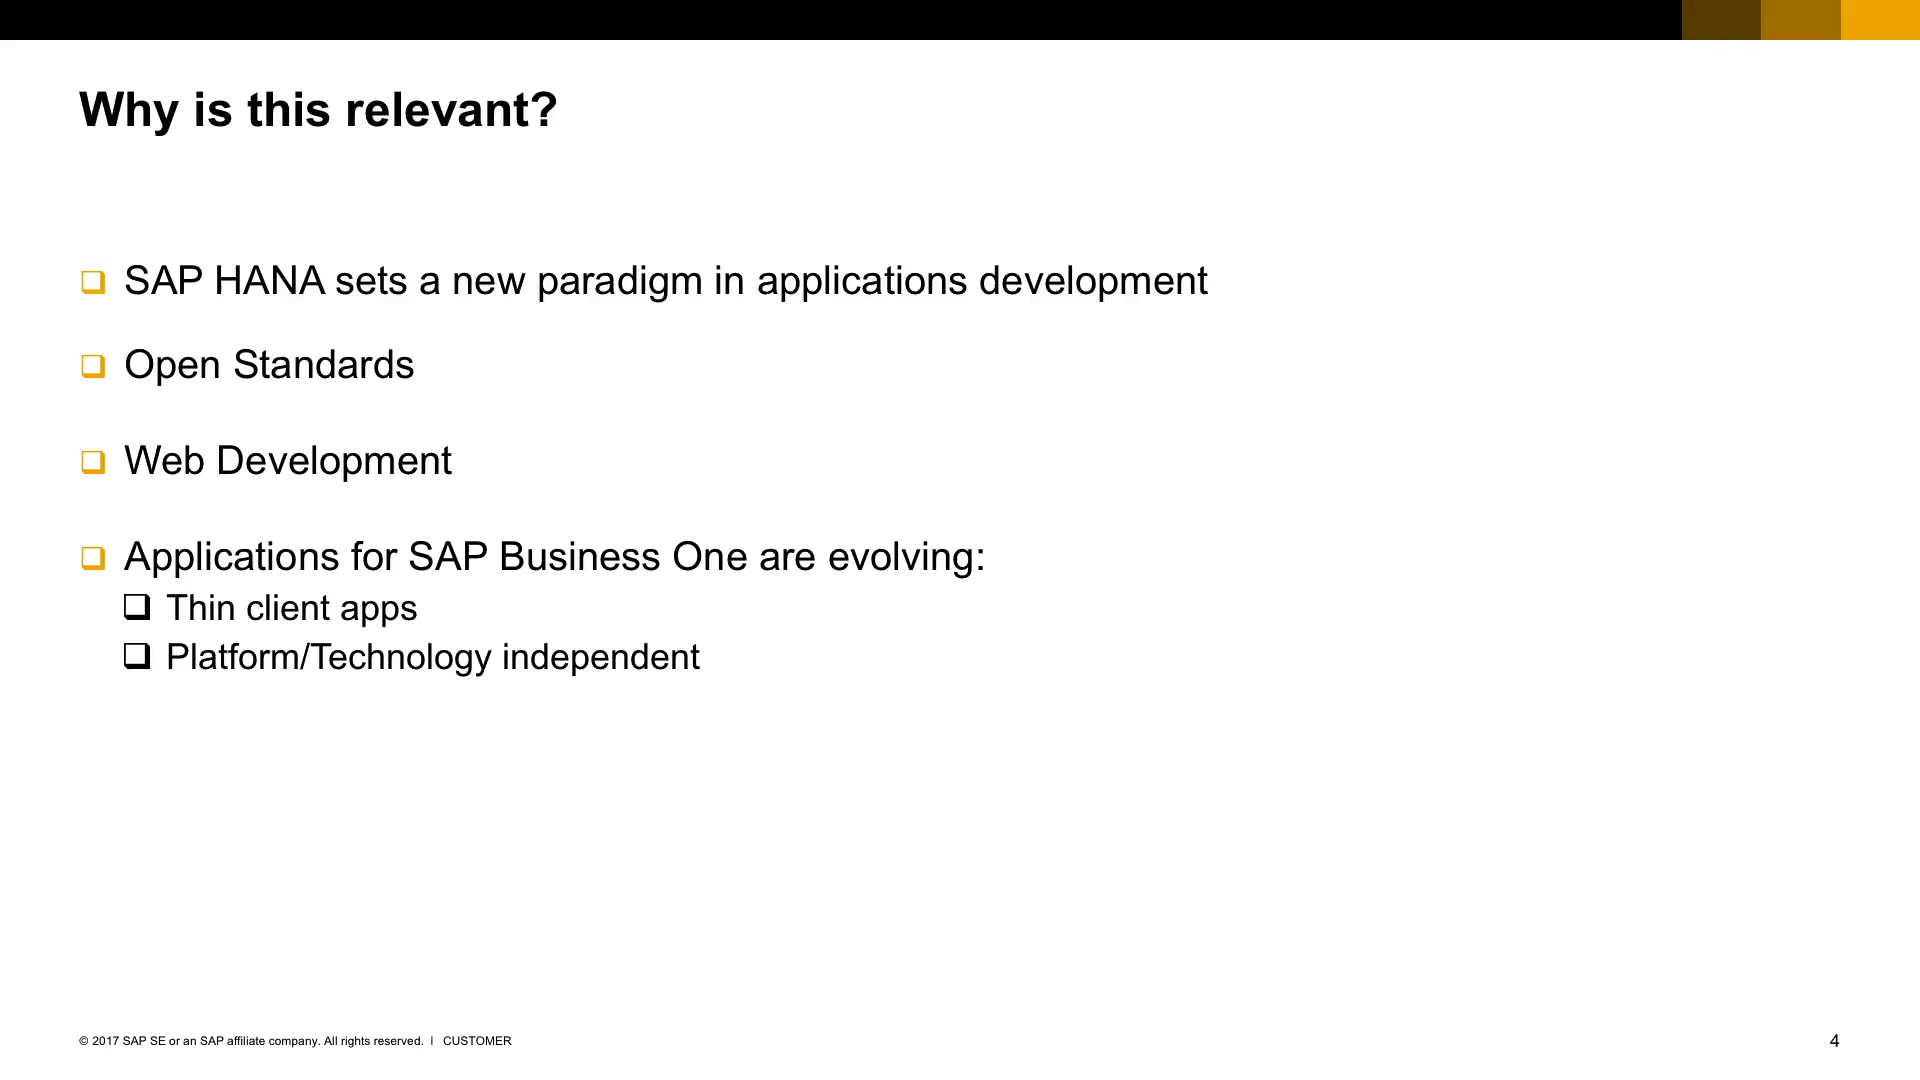 Why is this relevant?
❑ SAP HANA sets a new paradigm in applications development
❑ Open Standards
❑ Web Development
❑ Applications for SAP Business One are evolving:
❑ Thin client apps
❑ Platform/Technology independent
© 2017 SAP SE or an SAP affiliate company. All rights reserved. | CUSTOMER
4